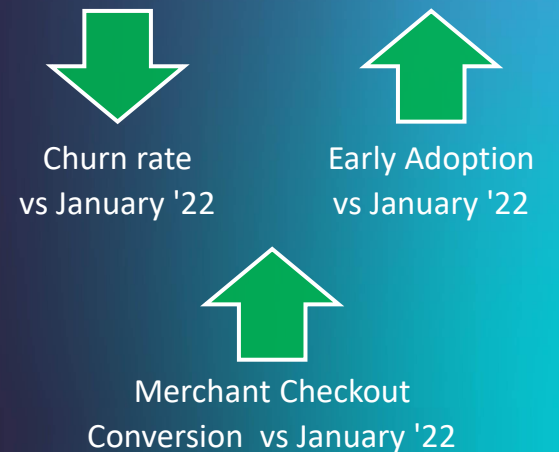 Churn rate
vs January '22
Early Adoption
vs January '22
Merchant Checkout
Conversion  vs January '22